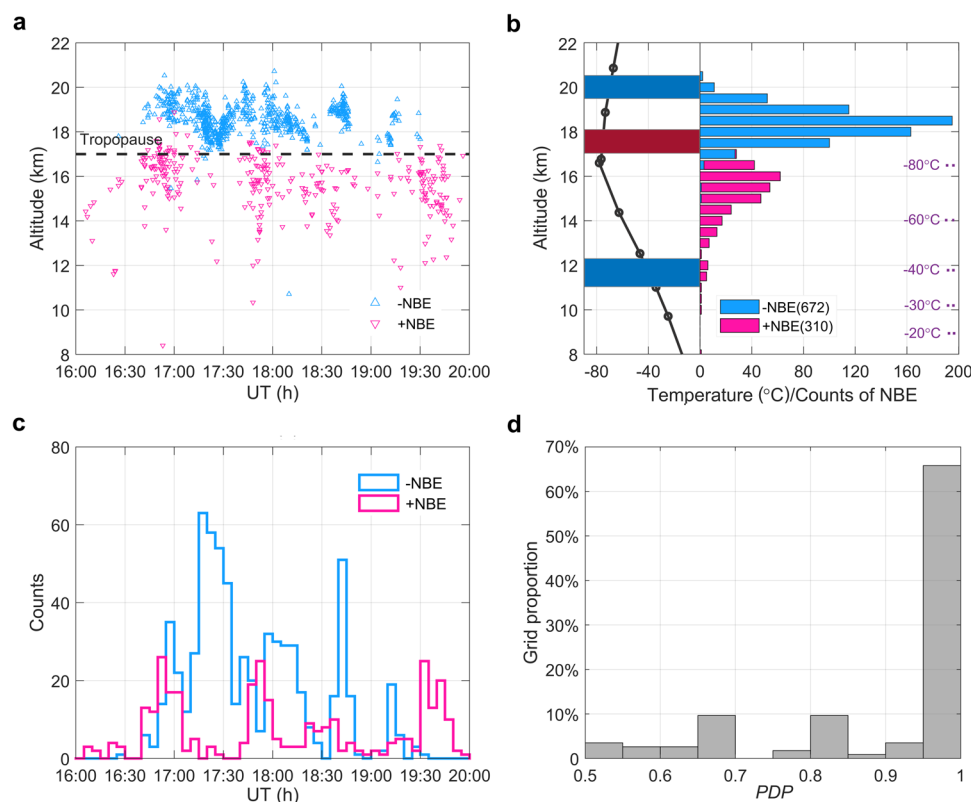 a
22
20
18
16
14
12
10
8
Altitude (km)
Tropopause
-NBE
+NBE
16:00 16:30 17:00 17:30 18:00 18:30 19:00 19:30 20:00
UT (h)
b
22
20
18
16
14
12
10
8
Altitude (km)
-80°C
-60°C
-40°C
-30°C
-20°C
-NBE(672)
+NBE(310)
-80 -40 0 40 80 120 160 200
Temperature (°C)/Counts of NBE
c
80
60
40
20
0
Counts
-NBE
+NBE
16:00 16:30 17:00 17:30 18:00 18:30 19:00 19:30 20:00
UT (h)
d
70%
60%
50%
40%
30%
20%
10%
0
Grid proportion
0.5 0.6 0.7 0.8 0.9 1
PDP